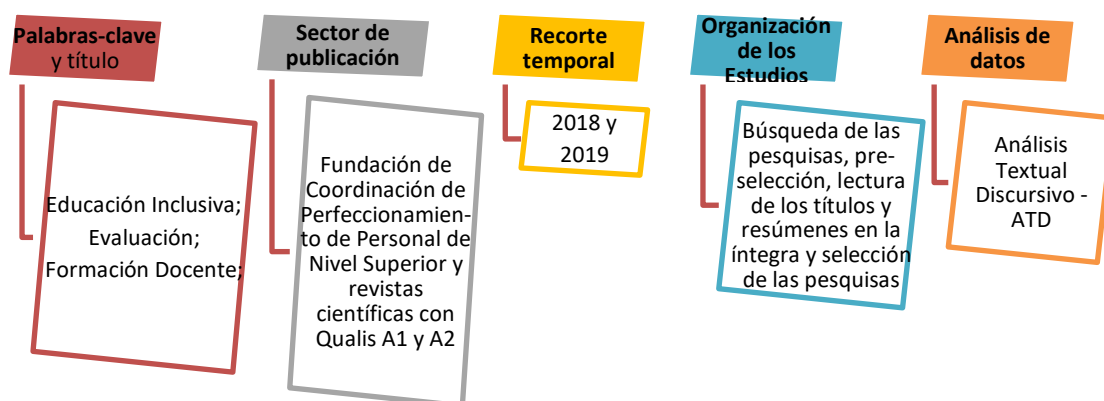 Palabras-clave
y título
Educación Inclusiva;
Evaluación;
Formación Docente;
Sector de
publicación
Fundación de
Coordinación de
Perfeccionamien-
to de Personal de
Nivel Superior y
revistas
científicas con
Qualis A1 y A2
Recorte
temporal
2018 y
2019
Organización
de los
Estudios
Búsqueda de las
pesquisas, pre-
selección, lectura
de los títulos y
resúmenes en la
íntegra y selección
de las pesquisas
Análisis de
datos
Análisis
Textual
Discursivo -
ATD